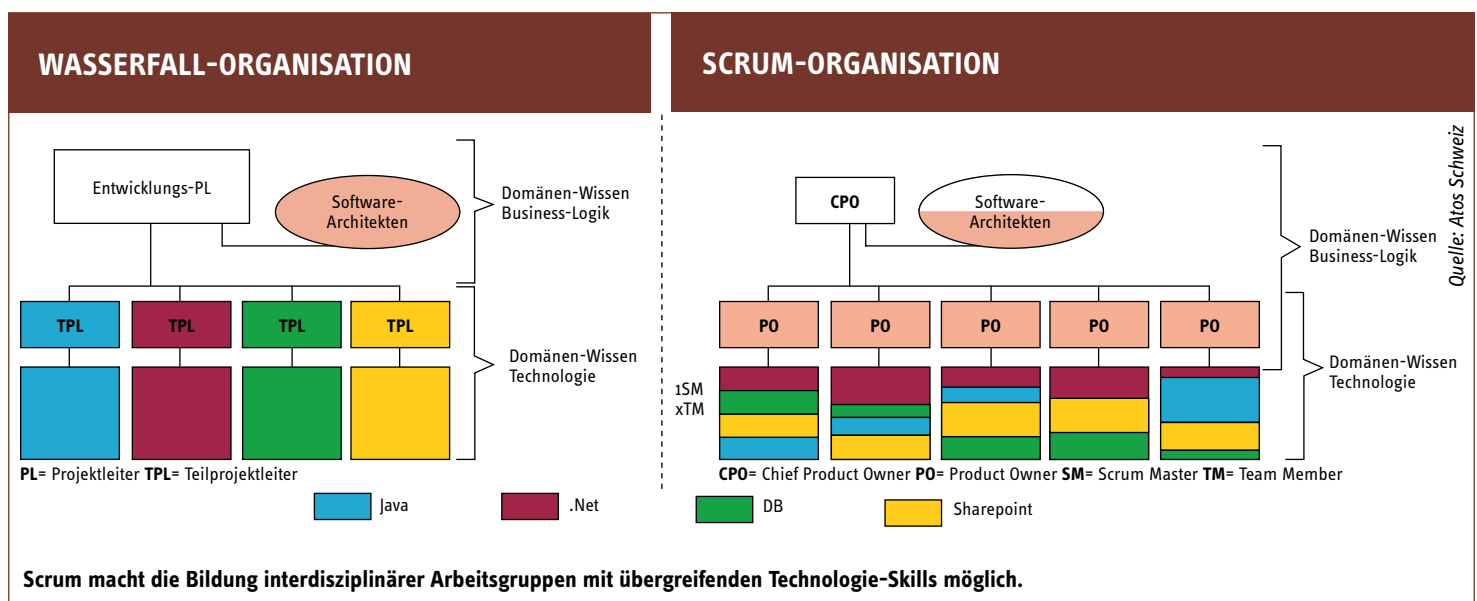 WASSERFALL-ORGANISATION
Entwicklungs-PL
Software-
Architekten
Domänen-Wissen
Business-Logik
TPL
TPL
TPL
TPL
Domänen-Wissen
Technologie
PL= Projektleiter TPL= Teilprojektleiter
SCRUM-ORGANISATION
CPO
Software-
Architekten
Domänen-Wissen
Business-Logik
PO
PO
PO
PO
PO
1SM
xTM
Domänen-Wissen
Technologie
CPO= Chief Product Owner PO= Product Owner SM= Scrum Master TM= Team Member
Quelle: Atos Schweiz
Java
.Net
DB
Sharepoint
Scrum macht die Bildung interdisziplinärer Arbeitsgruppen mit übergreifenden Technologie-Skills möglich.